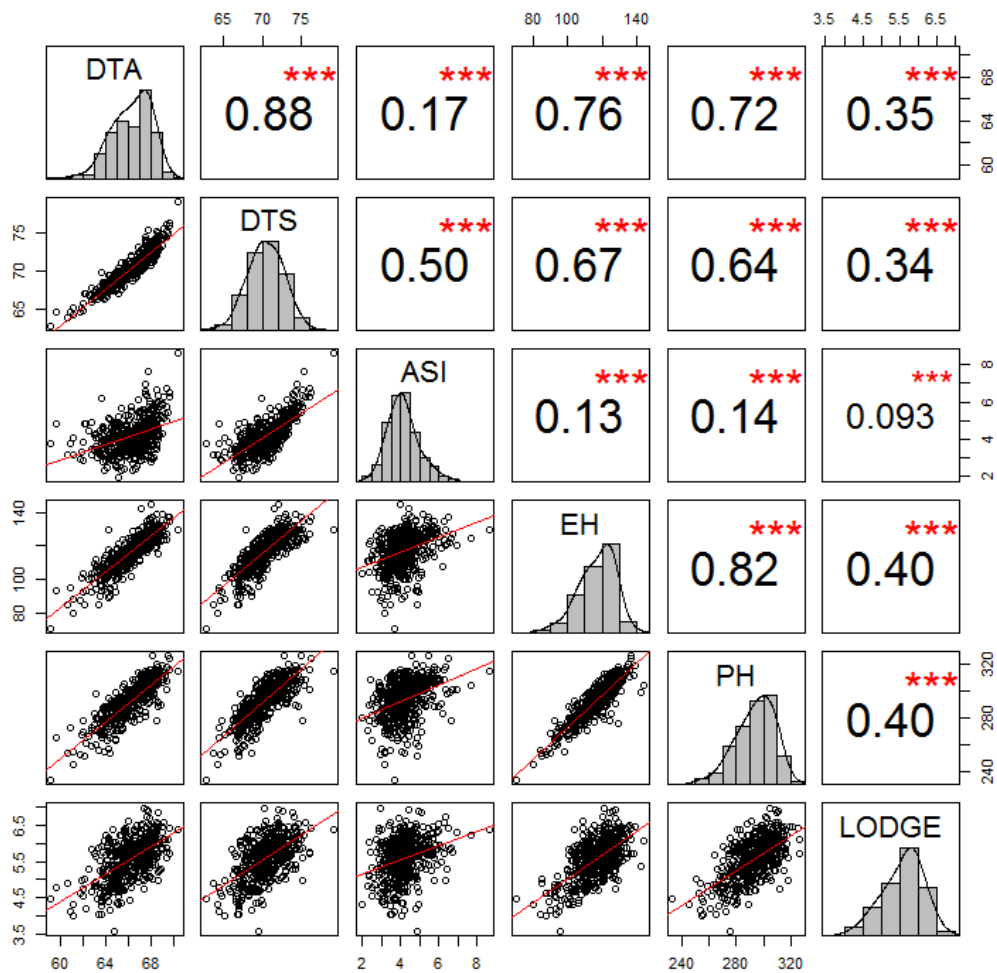 65 70 75 80 100 140 3.5 4.5 5.5 6.5
DTA *** 0.88 *** 0.17 *** 0.76 *** 0.72 *** 0.35 60 64 68
65 70 75 DTS *** 0.50 *** 0.67 *** 0.64 *** 0.34
ASI *** 0.13 *** 0.14 *** 0.093 2 4 6 8
80 100 140 EH *** 0.82 *** 0.40
PH *** 0.40 240 280 320
3.5 4.5 5.5 6.5 LODGE
60 64 68 2 4 6 8 240 280 320